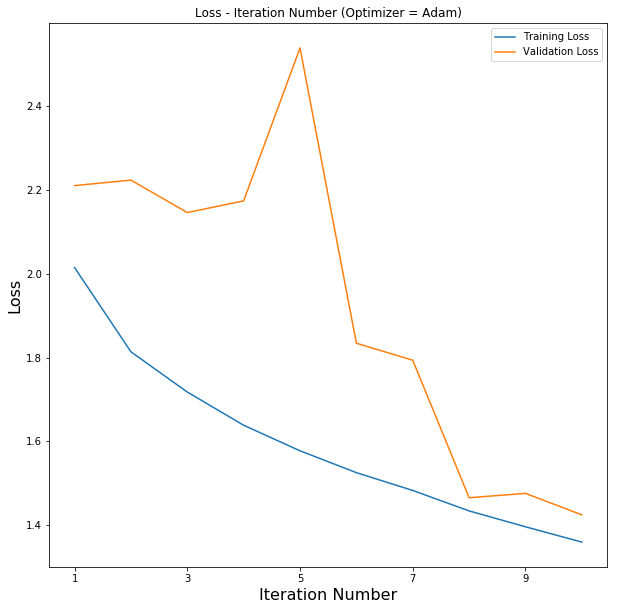 Loss - Iteration Number (Optimizer = Adam)
Training Loss
Validation Loss
2.4
2.2
2.0
1.8
1.6
1.4
Loss
1 3 5 7 9
Iteration Number